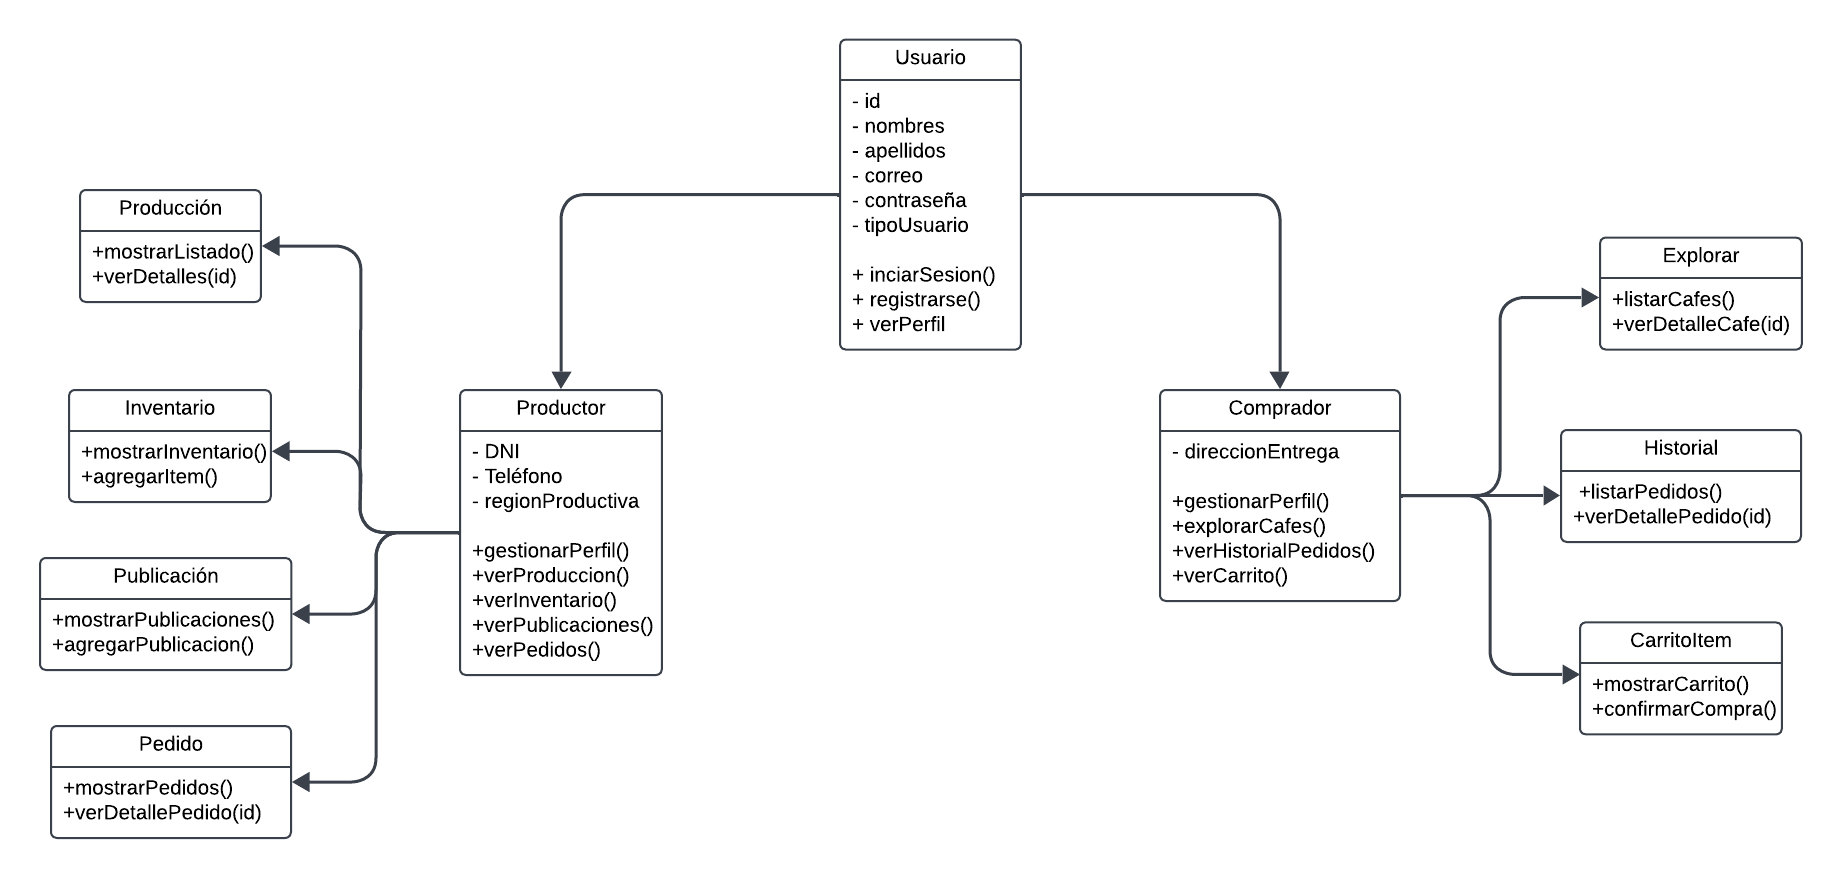 Usuario
- id
- nombres
- apellidos
- correo
- contraseña
- tipoUsuario
+ inciarSesion()
+ registrarse()
+ verPerfil
Producción
+mostrarListado()
+verDetalles(id)
Inventario
+mostrarInventario()
+agregarItem()
Publicación
+mostrarPublicaciones()
+agregarPublicacion()
Pedido
+mostrarPedidos()
+verDetallePedido(id)
Productor
- DNI
- Teléfono
- regionProductiva
+gestionarPerfil()
+verProduccion()
+verInventario()
+verPublicaciones()
+verPedidos()
Comprador
- direccionEntrega
+gestionarPerfil()
+explorarCafes()
+verHistorialPedidos()
+verCarrito()
Explorar
+listarCafes()
+verDetalleCafe(id)
Historial
+listarPedidos()
+verDetallePedido(id)
CarritoItem
+mostrarCarrito()
+confirmarCompra()